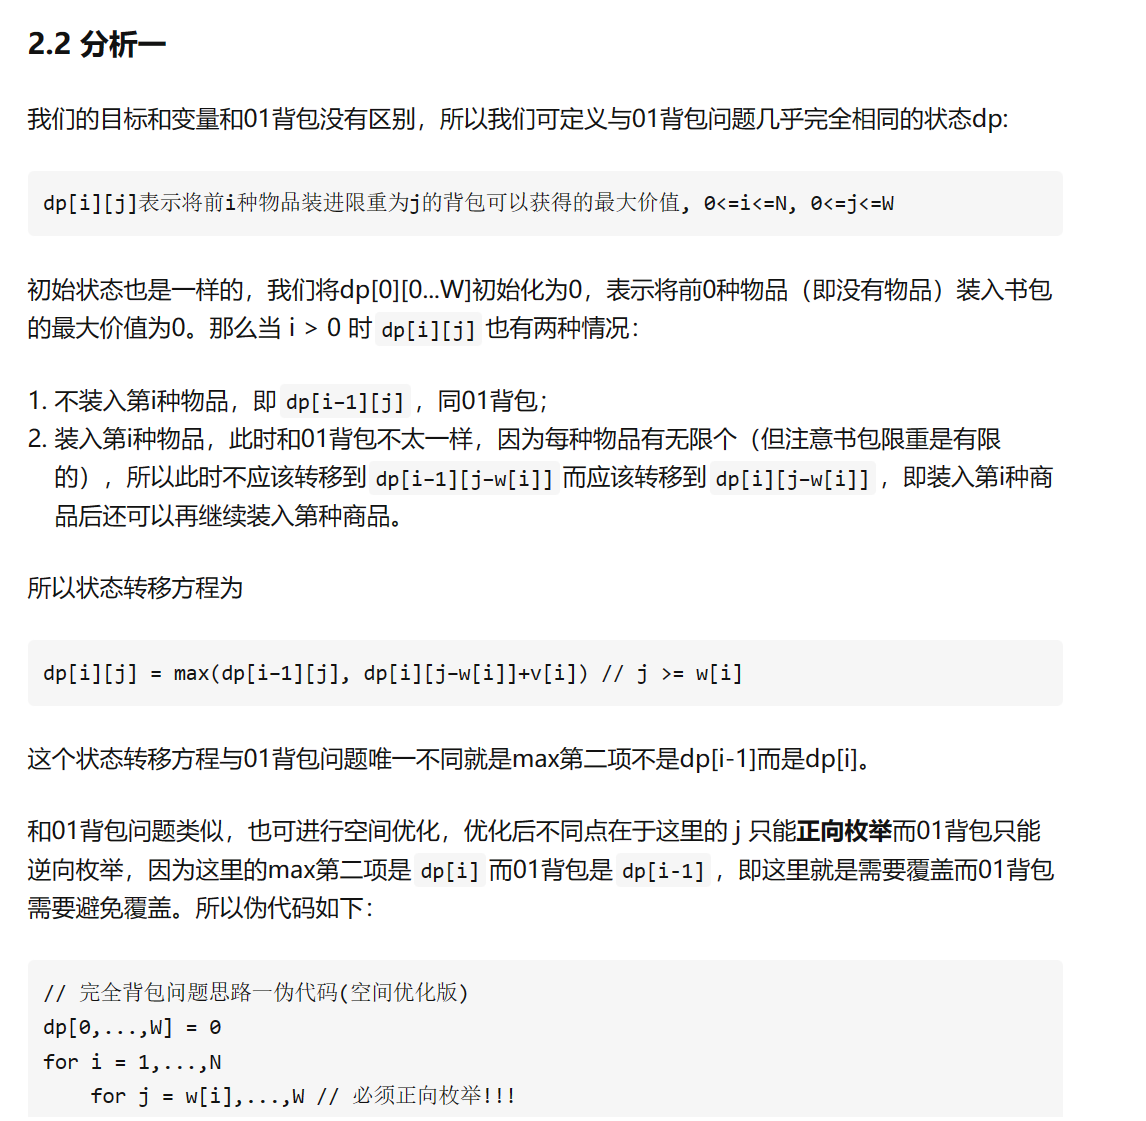 2.2 分析一
我们的目标和变量和01背包没有区别，所以我们可定义与01背包问题几乎完全相同的状态dp:
dp[i][j]表示将前i种物品装进限重为j的背包可以获得的最大价值, 0<=i<=N, 0<=j<=W
初始状态也是一样的，我们将dp[0][0...W]初始化为0，表示将前0种物品（即没有物品）装入书包
的最大价值为0。那么当 i > 0 时 dp[i][j] 也有两种情况：
1. 不装入第i种物品，即 dp[i−1][j] ，同01背包；
2. 装入第i种物品，此时和01背包不太一样，因为每种物品有无限个（但注意书包限重是有限
的），所以此时不应该转移到 dp[i−1][j−w[i]] 而应该转移到 dp[i][j−w[i]] ，即装入第i种商
品后还可以再继续装入第种商品。
所以状态转移方程为
dp[i][j] = max(dp[i−1][j], dp[i][j−w[i]]+v[i]) // j >= w[i]
这个状态转移方程与01背包问题唯一不同就是max第二项不是dp[i-1]而是dp[i]。
和01背包问题类似，也可进行空间优化，优化后不同点在于这里的 j 只能正向枚举而01背包只能
逆向枚举，因为这里的max第二项是 dp[i] 而01背包是 dp[i-1] ，即这里就是需要覆盖而01背包
需要避免覆盖。所以伪代码如下：
// 完全背包问题思路一伪代码(空间优化版)
dp[0,...,W] = 0
for i = 1,...,N
    for j = w[i],...,W // 必须正向枚举!!!